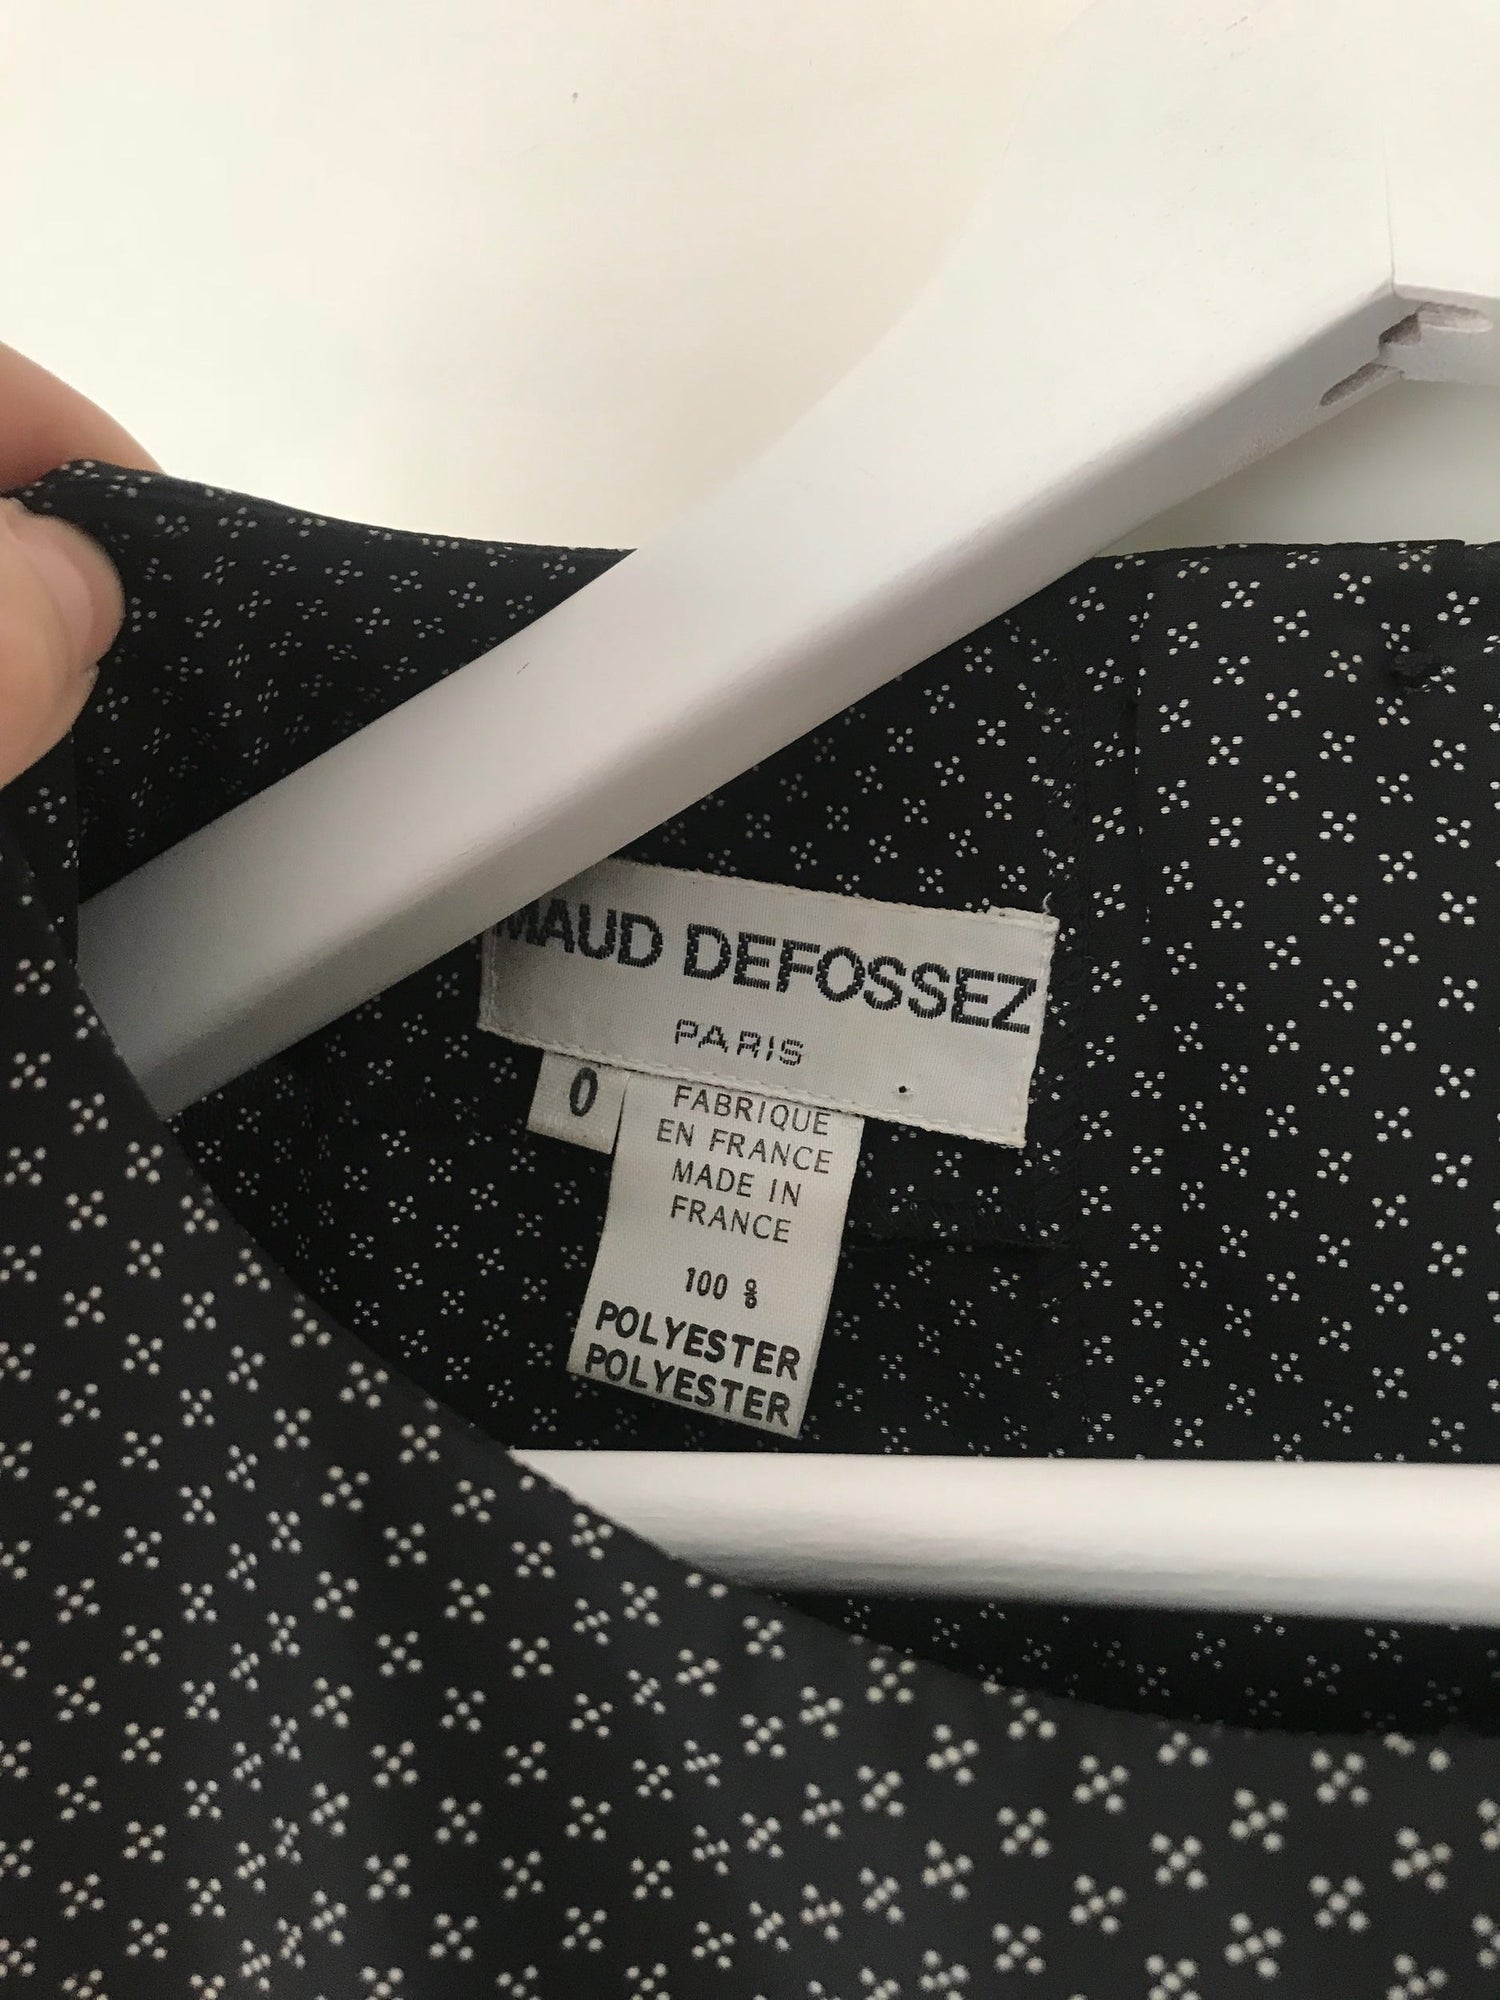 MAUD DEFOSSEZ
PARIS
0
FABRIQUE
EN FRANCE
MADE IN
FRANCE
100 %
POLYESTER
POLYESTER